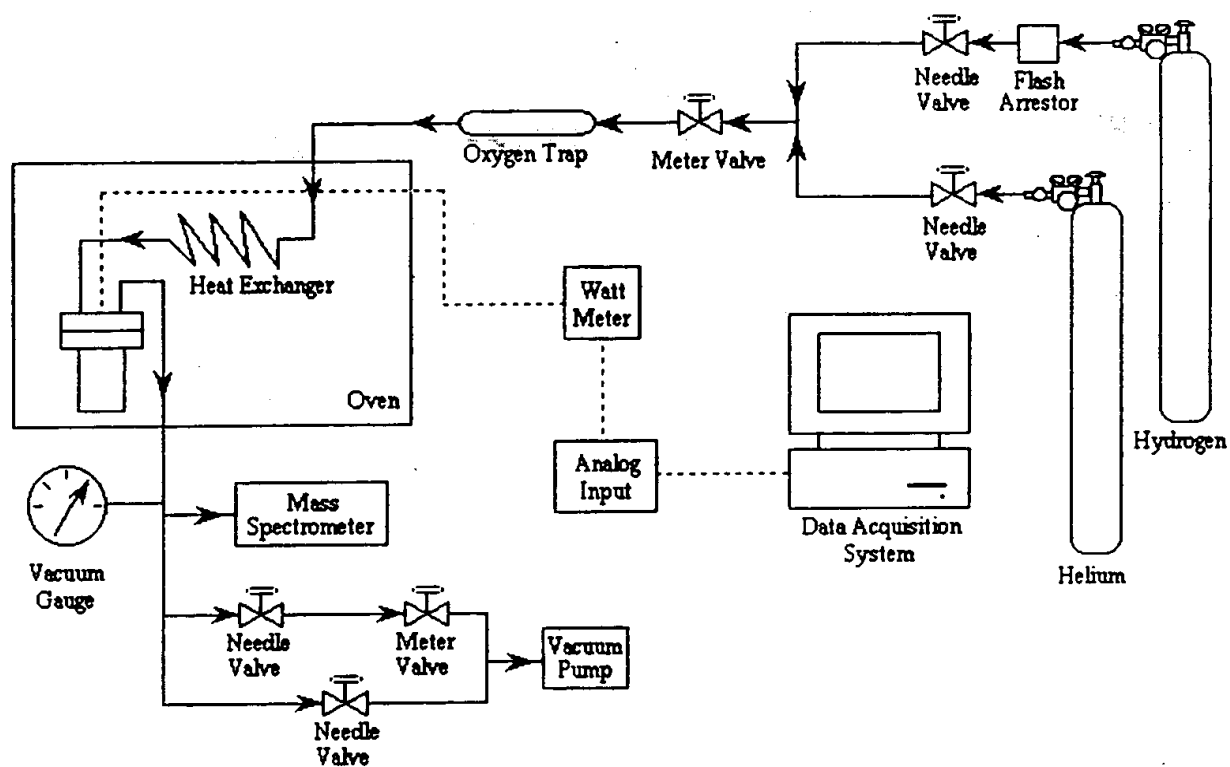 Needle
Valve
Flash
Arrestor
Oxygen Trap
Meter Valve
Needle
Valve
Heat Exchanger
Watt
Meter
Oven
Hydrogen
Analog
Input
Mass
Spectrometer
Data Acquisition
System
Vacuum
Gauge
Helium
Needle
Valve
Meter
Valve
Vacuum
Pump
Needle
Valve